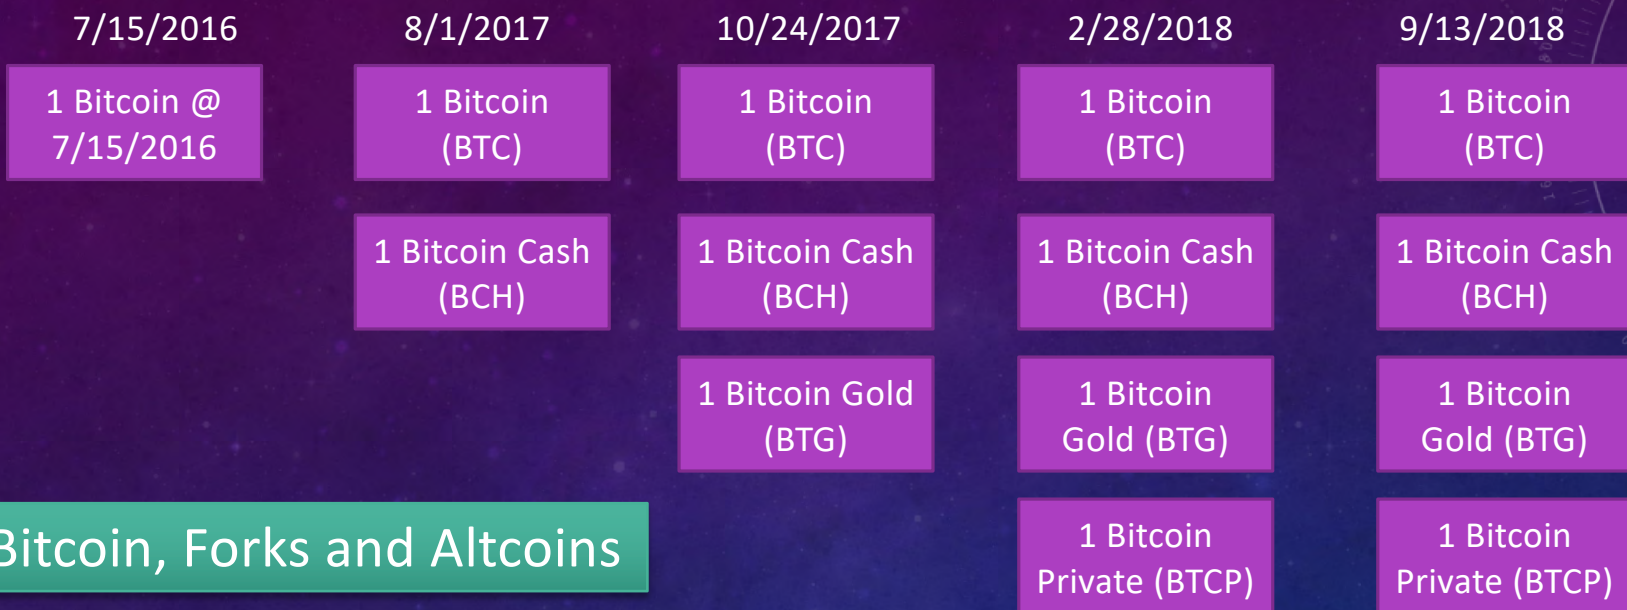 7/15/2016 8/1/2017 10/24/2017 2/28/2018 9/13/2018
1 Bitcoin @
7/15/2016
1 Bitcoin
(BTC)
1 Bitcoin
(BTC)
1 Bitcoin
(BTC)
1 Bitcoin
(BTC)
1 Bitcoin Cash
(BCH)
1 Bitcoin Cash
(BCH)
1 Bitcoin Cash
(BCH)
1 Bitcoin Cash
(BCH)
1 Bitcoin Gold
(BTG)
1 Bitcoin
Gold (BTG)
1 Bitcoin
Gold (BTG)
Bitcoin, Forks and Altcoins
1 Bitcoin
Private (BTCP)
1 Bitcoin
Private (BTCP)